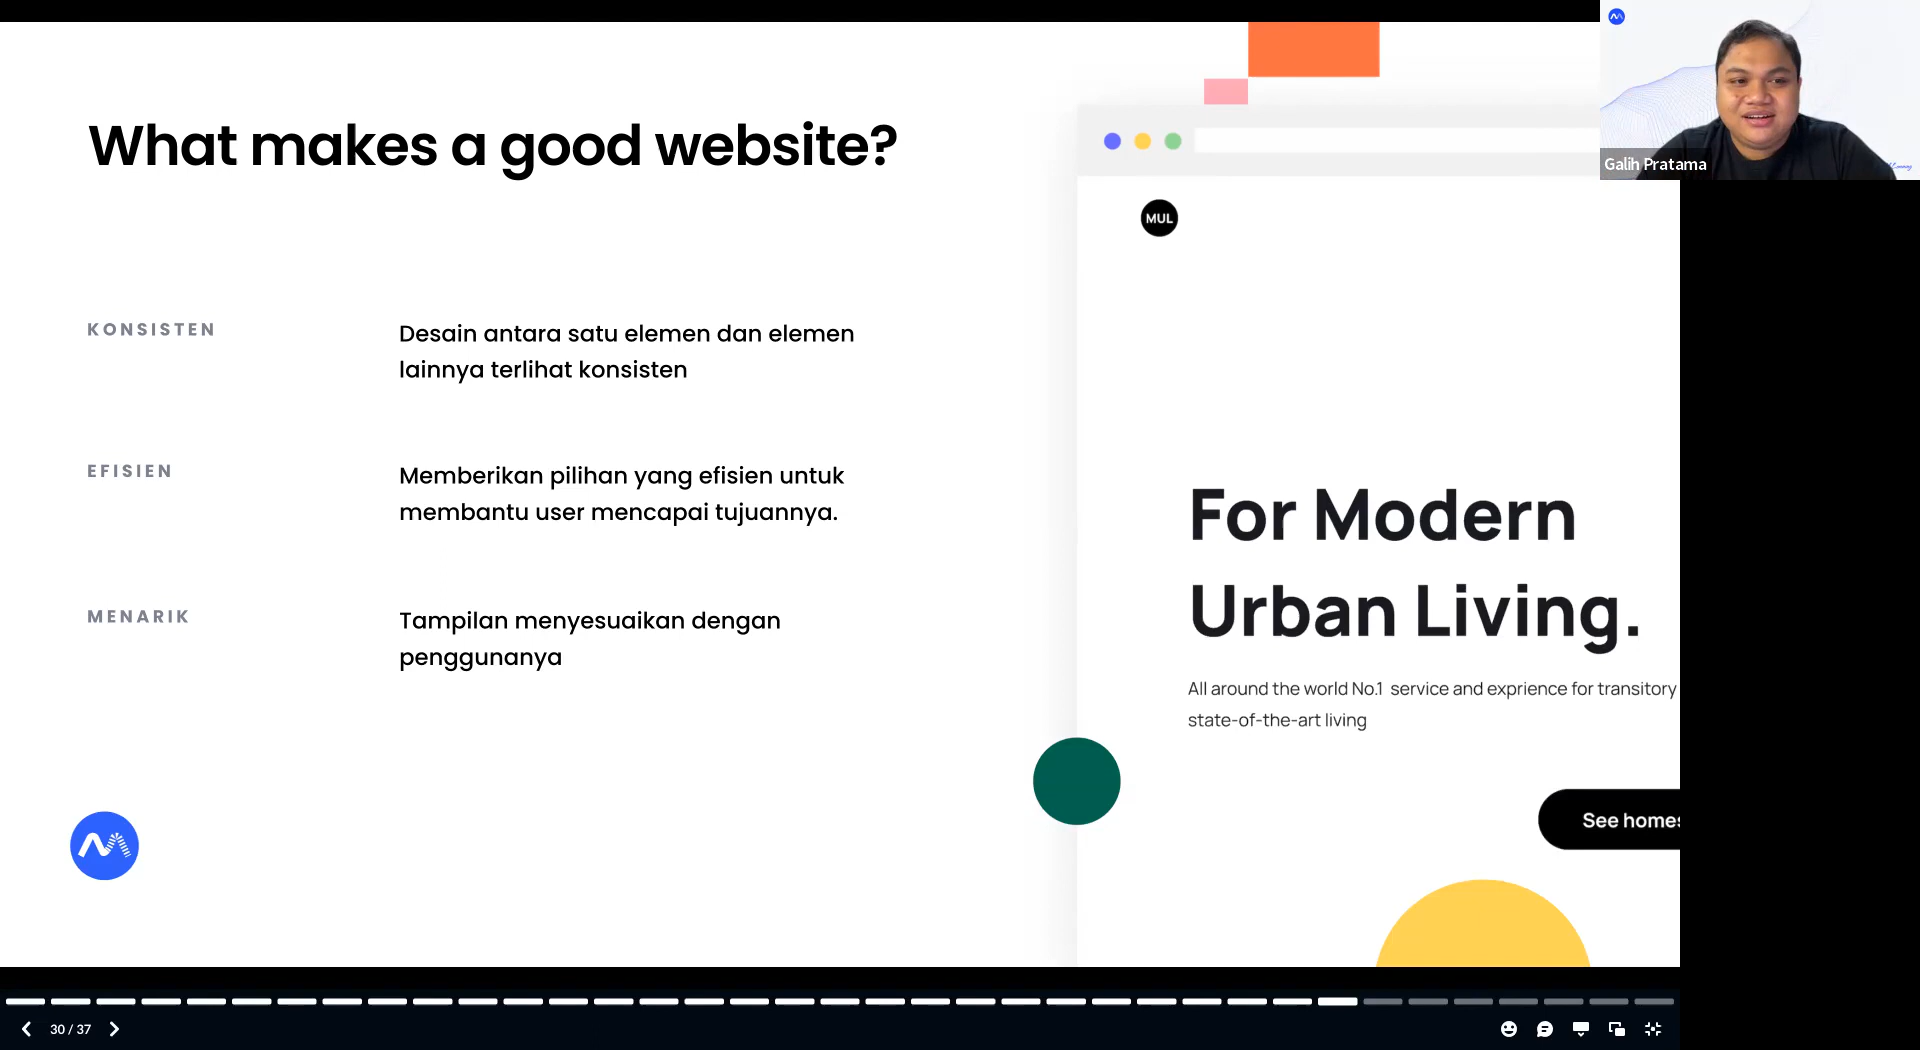 What makes a good website?
KONSISTEN
Desain antara satu elemen dan elemen
lainnya terlihat konsisten
EFISIEN
Memberikan pilihan yang efisien untuk
membantu user mencapai tujuannya.
MENARIK
Tampilan menyesuaikan dengan
penggunanya
MUL
For Modern
Urban Living.
All around the world No.1 service and exprience for transitory
state-of-the-art living
See homes
Galih Pratama
30 / 37